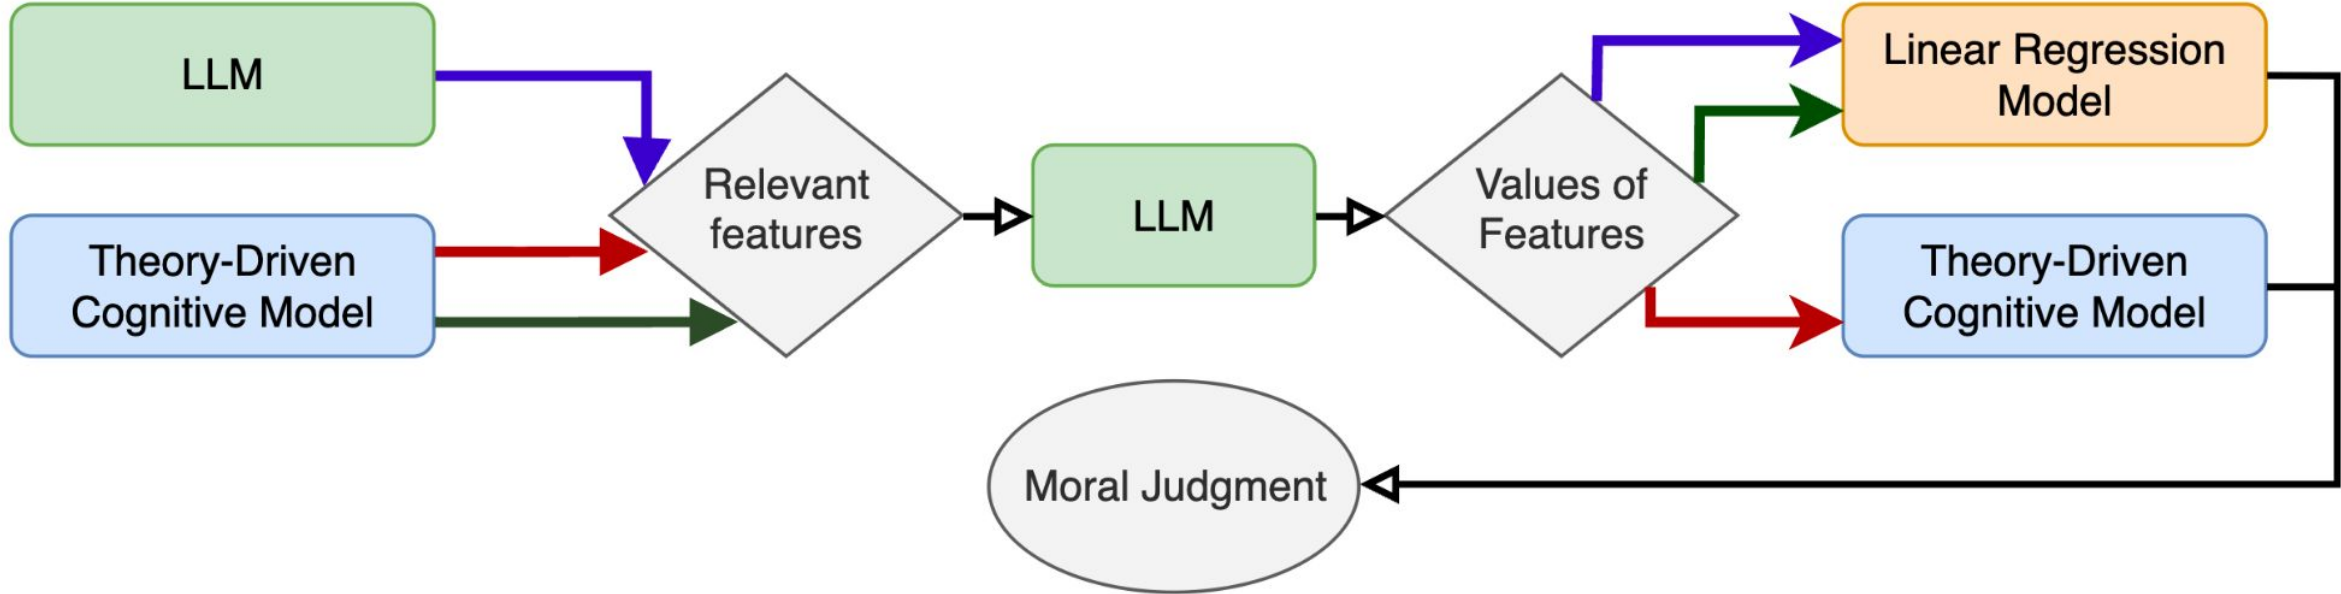 LLM
Theory-Driven
Cognitive Model
Relevant
features
LLM
Values of
Features
Linear Regression
Model
Theory-Driven
Cognitive Model
Moral Judgment